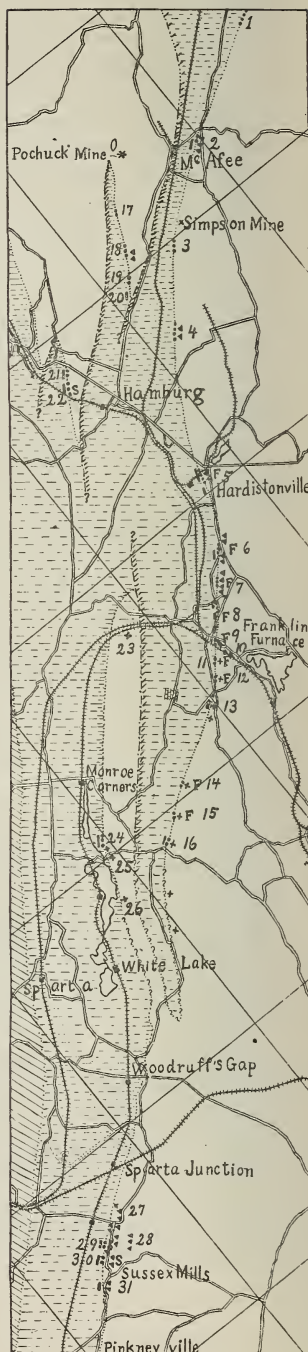 1
Pochuck Mine
0
1
2
McAfee
17
Simpson Mine
18
3
19
20
4
21
22
S
Hamburg
?
?
F 5
Hardistonville
F 6
F 7
F 8
Franklin
Furnace
F 9
10
23
11
F
F 12
13
Monroe
Corners
F 14
F 15
24
16
25
26
White Lake
Sparta
Woodruff's Gap
Sparta Junction
27
29
28
30
S
Sussex Mills
31
Pinkneyville